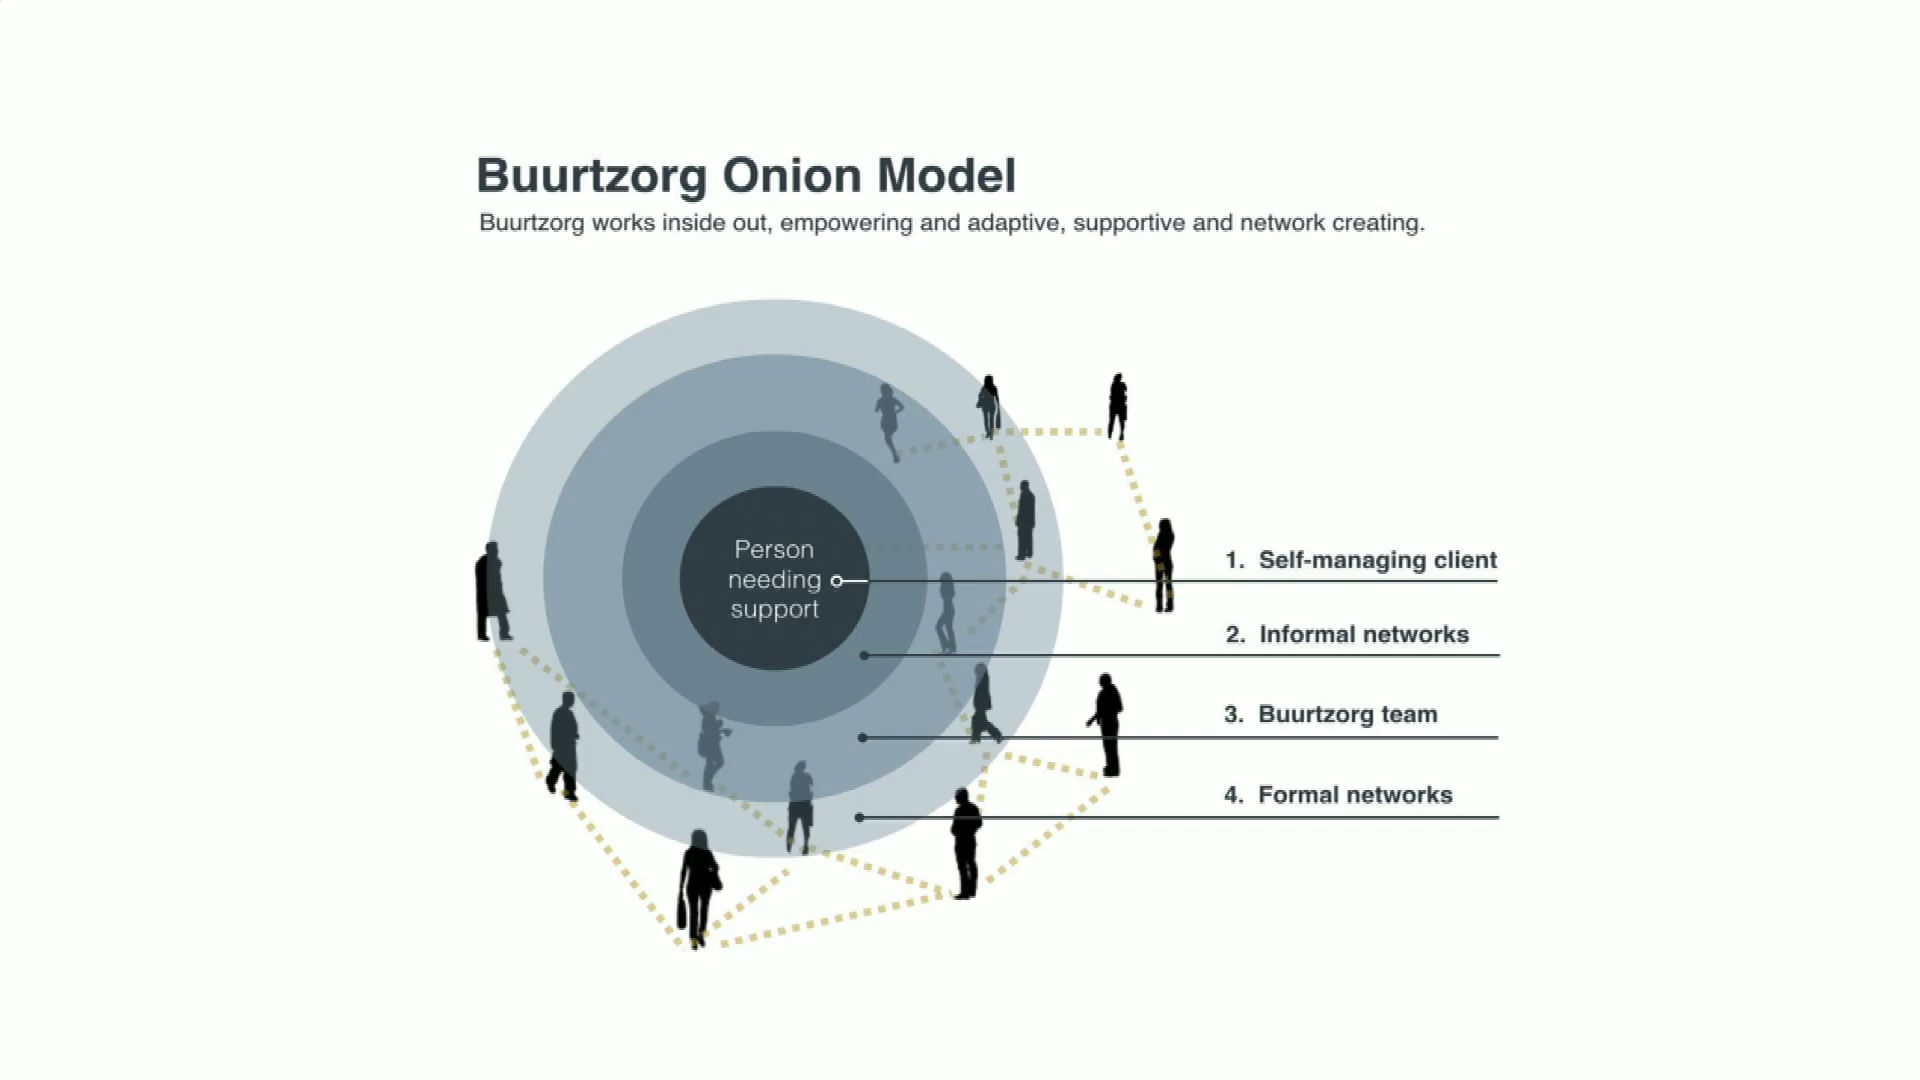 Buurtzorg Onion Model
Buurtzorg works inside out, empowering and adaptive, supportive and network creating.
Person
needing
support
1. Self-managing client
2. Informal networks
3. Buurtzorg team
4. Formal networks